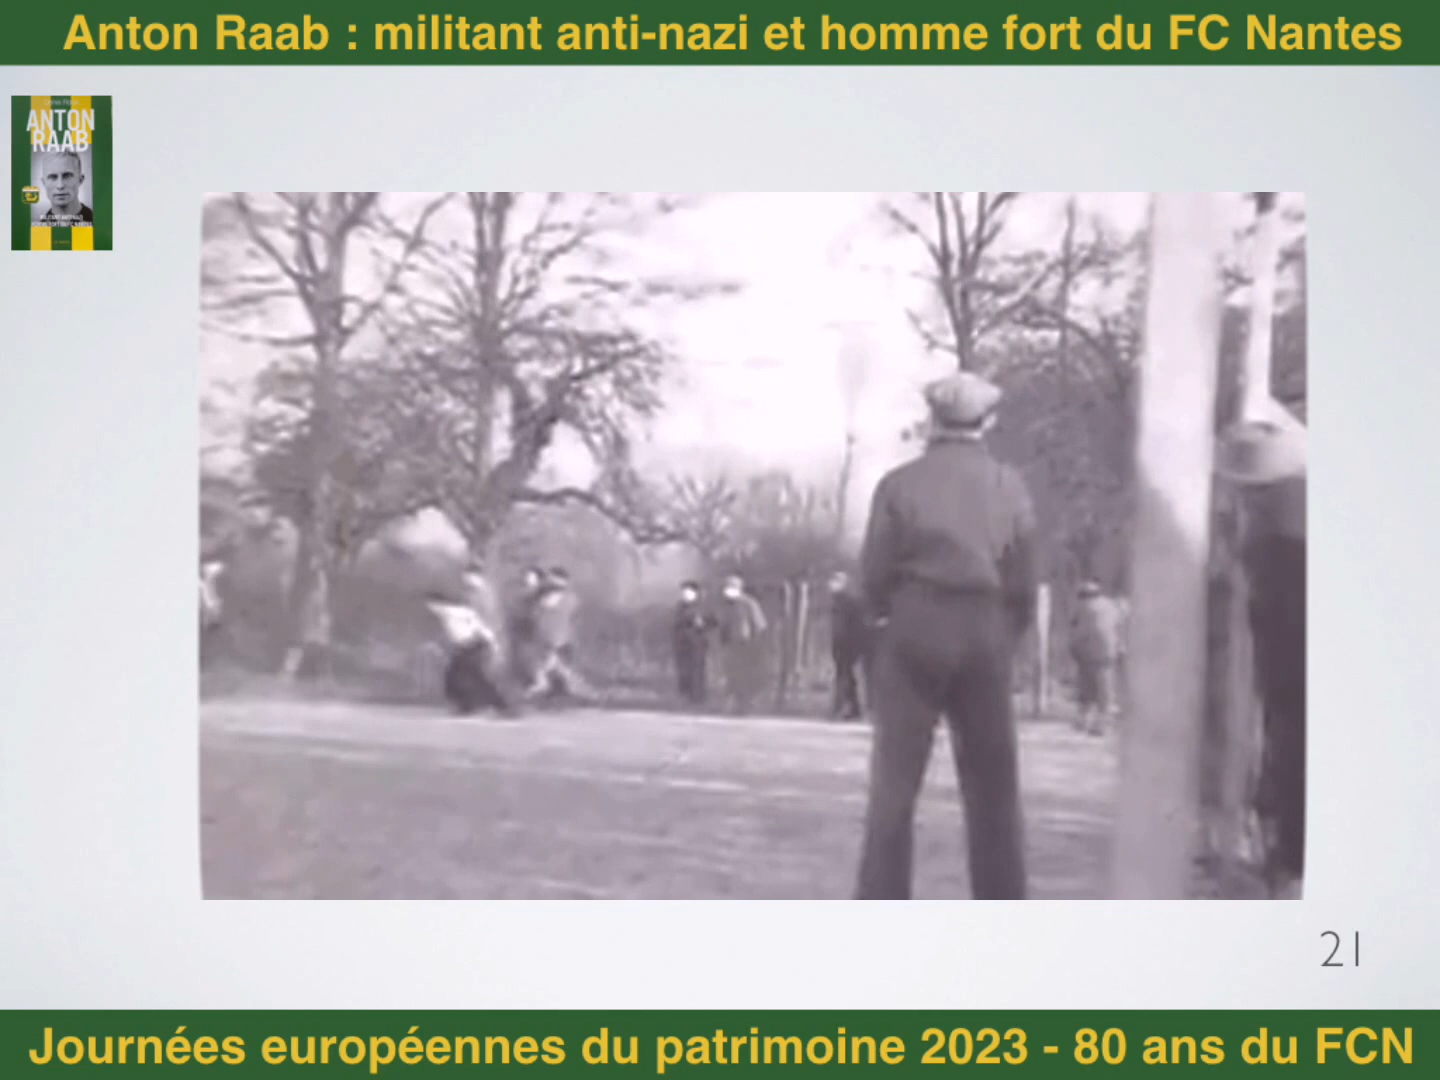 Anton Raab : militant anti-nazi et homme fort du FC Nantes
ANTON
RAAB
21
Journées européennes du patrimoine 2023 - 80 ans du FCN